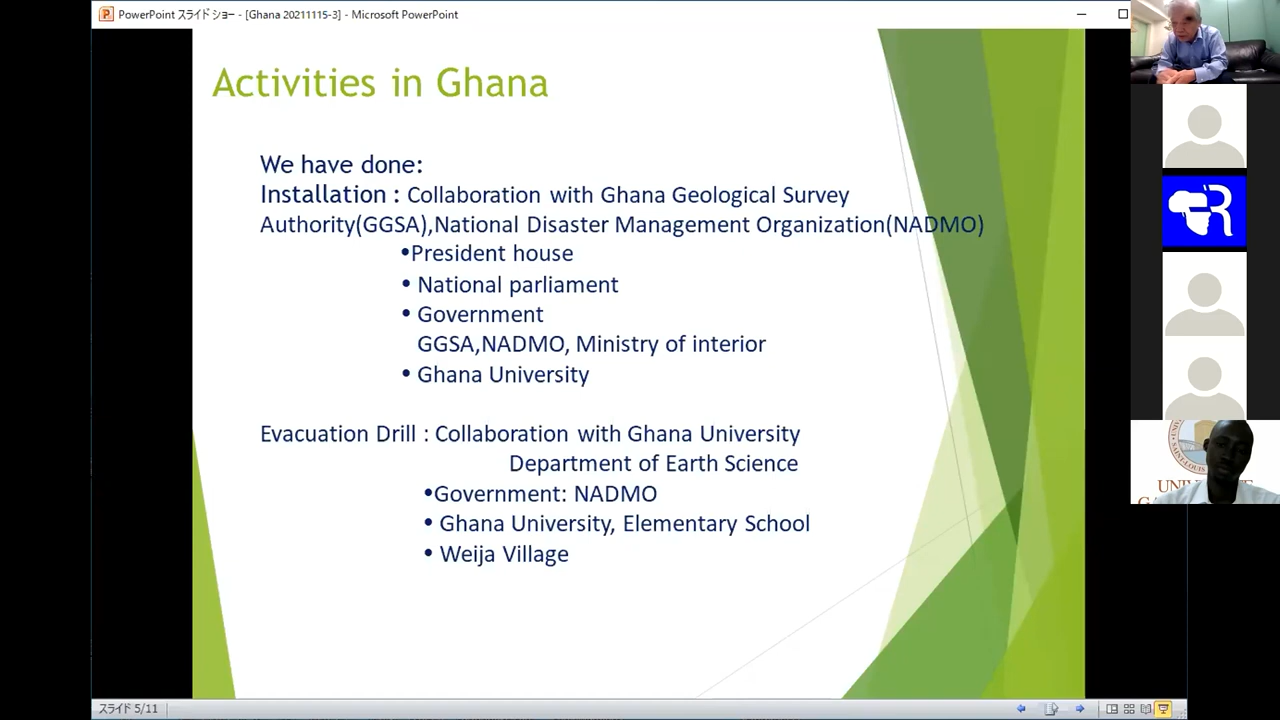 PowerPoint スライド ショー - [Ghana 20211115-3] - Microsoft PowerPoint
Activities in Ghana
We have done:
Installation : Collaboration with Ghana Geological Survey
Authority(GGSA),National Disaster Management Organization(NADMO)
•President house
• National parliament
• Government
GGSA,NADMO, Ministry of interior
• Ghana University
Evacuation Drill : Collaboration with Ghana University
Department of Earth Science
•Government: NADMO
• Ghana University, Elementary School
• Weija Village
スライド 5/11
R